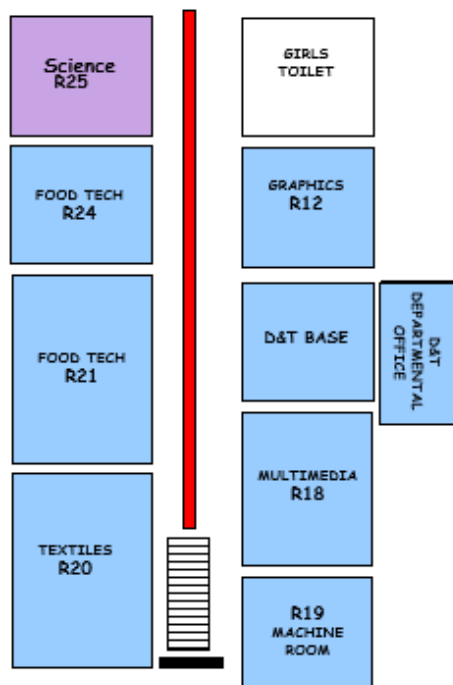 Science
R25
GIRLS
TOILET
FOOD TECH
R24
GRAPHICS
R12
FOOD TECH
R21
D&T BASE
D&T
DEPARTMENTAL
OFFICE
MULTIMEDIA
R18
TEXTILES
R20
R19
MACHINE
ROOM